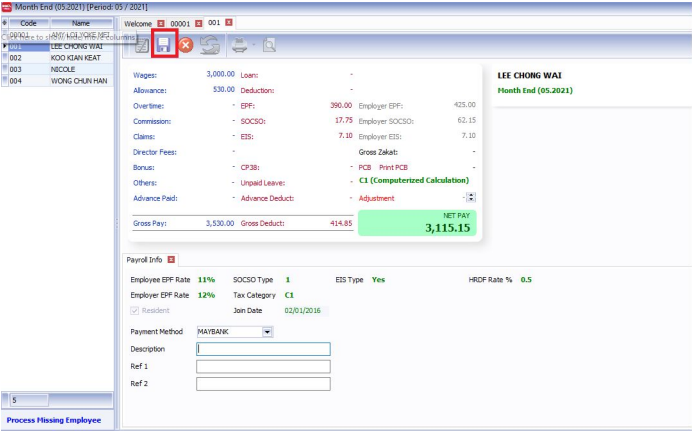 Month End (05.2021) [Period: 05 / 2021]
Code Name
Welcome 00001 001
00001 AMY LOI YOKE MEI
Click here to show/hide/move columns
001 LEE CHONG WAI
002 KOO KIAN KEAT
003 NICOLE
004 WONG CHUN HAN
Wages: 3,000.00 Loan: -
LEE CHONG WAI
Allowance: 530.00 Deduction: -
Month End (05.2021)
Overtime: - EPF: 390.00 Employer EPF: 425.00
Commission: - SOCSO: 17.75 Employer SOCSO: 62.15
Claims: - EIS: 7.10 Employer EIS: 7.10
Director Fees: - Gross Zakat: -
Bonus: - CP38: - PCB Print PCB -
Others: - Unpaid Leave: - C1 (Computerized Calculation)
Advance Paid: - Advance Deduct: - Adjustment -
NET PAY
Gross Pay: 3,530.00 Gross Deduct: 414.85 3,115.15
Payroll Info
Employee EPF Rate 11% SOCSO Type 1 EIS Type Yes HRDF Rate % 0.5
Employer EPF Rate 12% Tax Category C1
Resident Join Date 02/01/2016
Payment Method MAYBANK
Description
Ref 1
Ref 2
5
Process Missing Employee